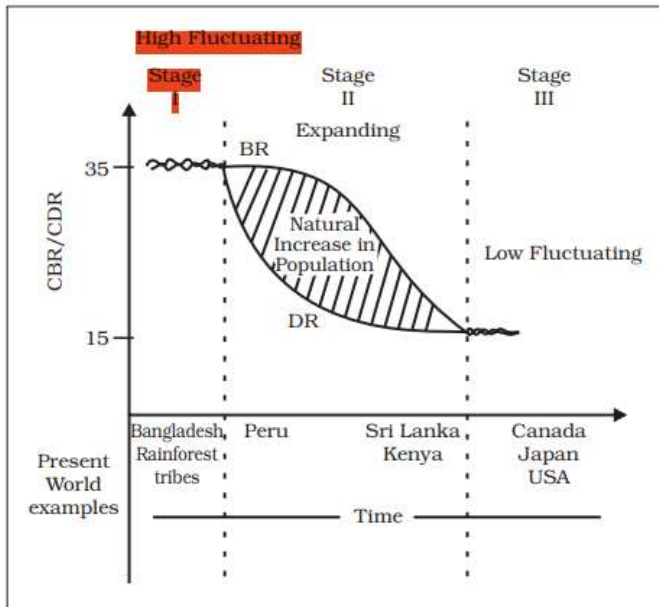 High Fluctuating
Stage
I
Stage
II
Stage
III
Expanding
BR
35
Natural
Increase in
Population
Low Fluctuating
CBR/CDR
DR
15
Bangladesh
Rainforest
tribes
Peru
Sri Lanka
Kenya
Canada
Japan
USA
Present
World
examples
Time